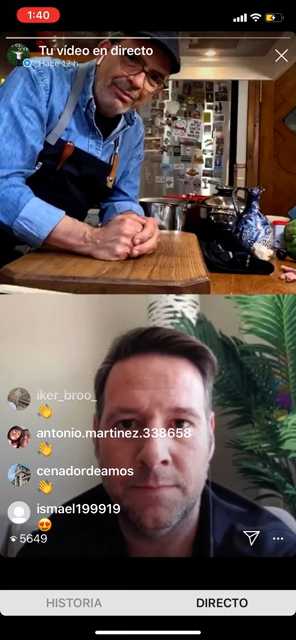 1:40
Tu vídeo en directo
Hace 12 h
iker_broo_
👏
antonio.martinez.338658
👏
cenadordeamos
👏
ismael199919
😍
5649
HISTORIA DIRECTO